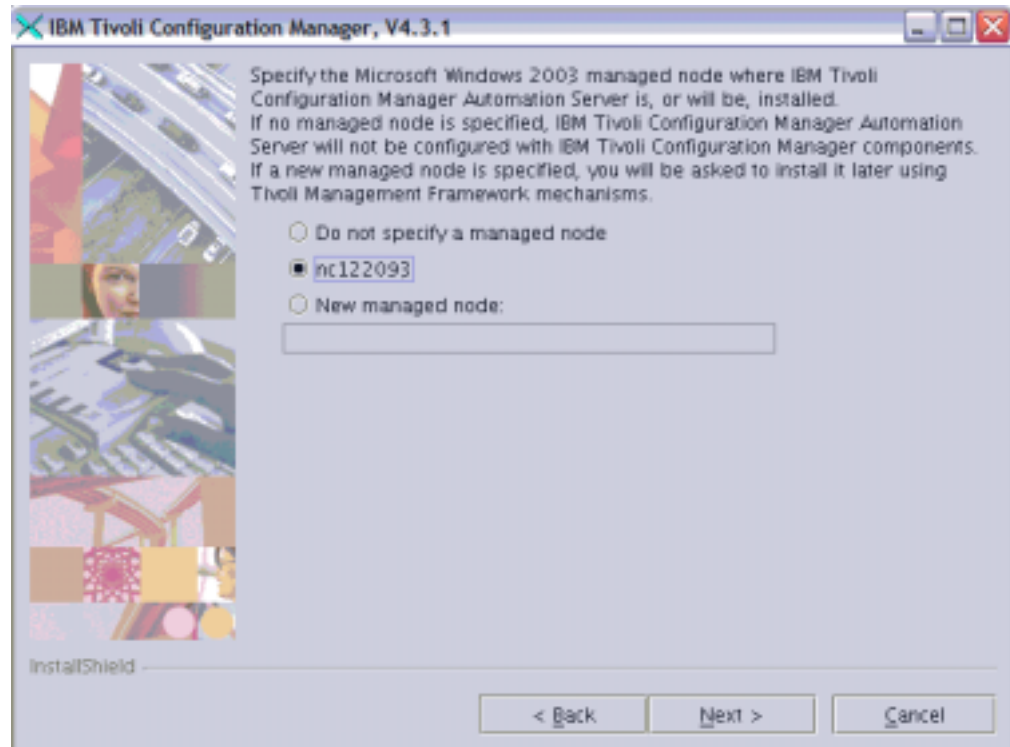 IBM Tivoli Configuration Manager, V4.3.1
Specify the Microsoft Windows 2003 managed node where IBM Tivoli
Configuration Manager Automation Server is, or will be, installed.
If no managed node is specified, IBM Tivoli Configuration Manager Automation
Server will not be configured with IBM Tivoli Configuration Manager components.
If a new managed node is specified, you will be asked to install it later using
Tivoli Management Framework mechanisms.
Do not specify a managed node
nc122093
New managed node:
InstallShield
< Back Next > Cancel